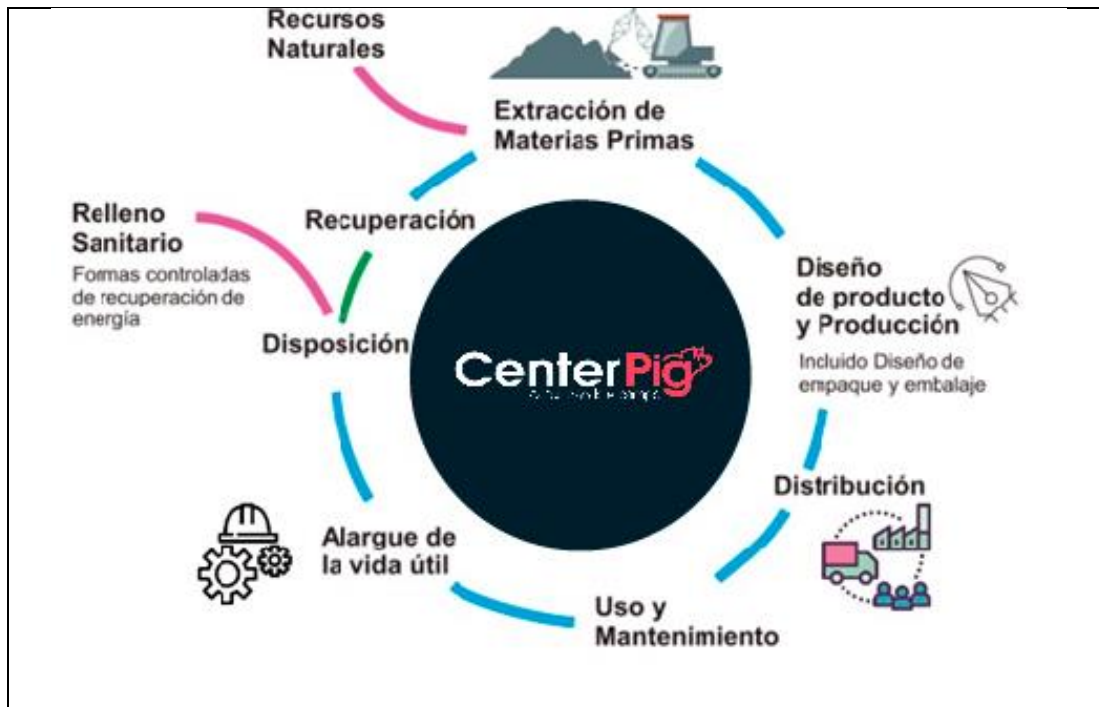 Recursos
Naturales
Extracción de
Materias Primas
Recuperación
Relleno
Sanitario
Formas controladas
de recuperación de
energía
Disposición
Diseño
de producto
y Producción
Incluido Diseño de
empaque y embalaje
CenterPig
Distribución
Alargue de
la vida útil
Uso y
Mantenimiento